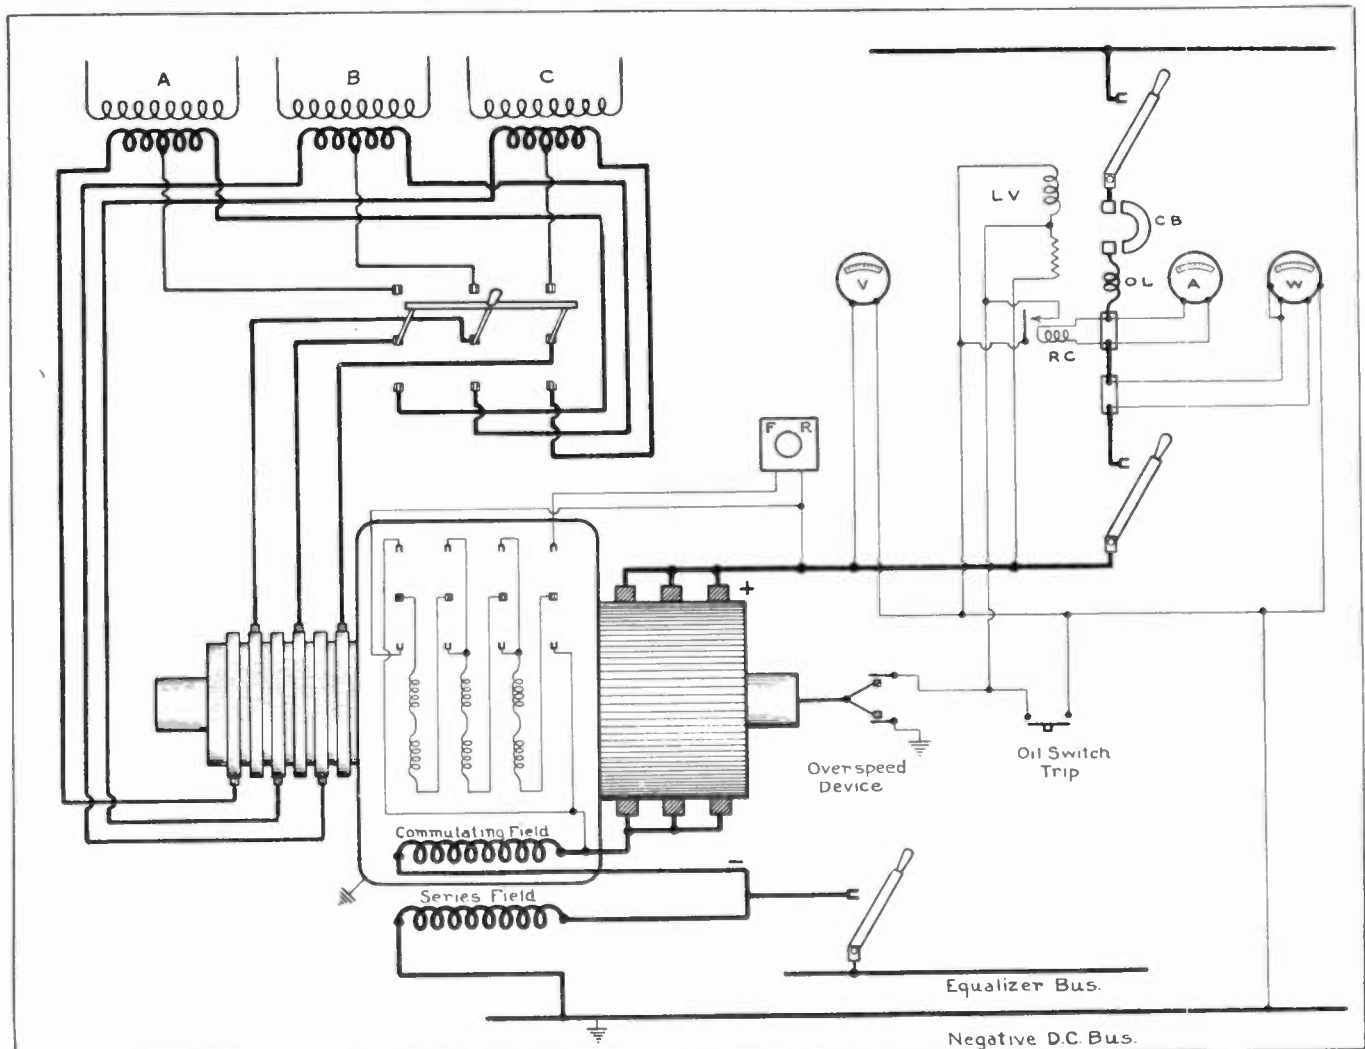 A
B
C
LV
CB
V
OL
A
W
RC
F R
+
Overspeed
Device
Oil Switch
Trip
Commutating Field
-
Series Field
Equalizer Bus.
Negative D.C. Bus.